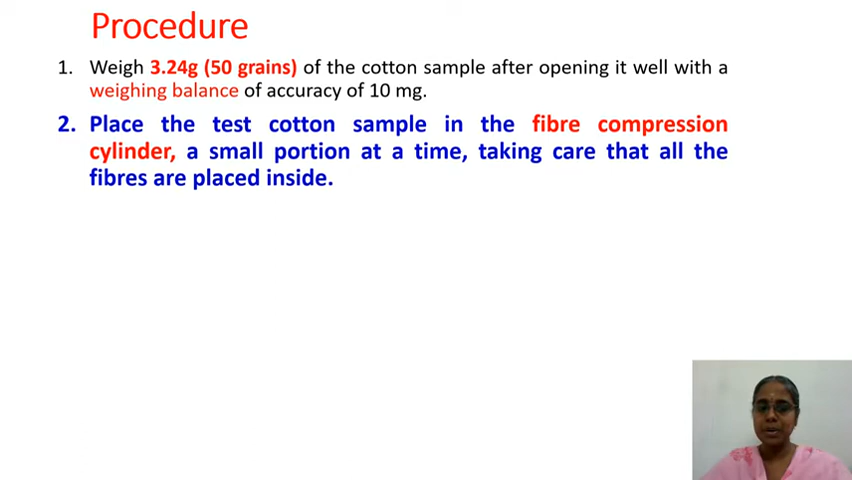 Procedure
1. Weigh 3.24g (50 grains) of the cotton sample after opening it well with a
weighing balance of accuracy of 10 mg.
2. Place the test cotton sample in the fibre compression
cylinder, a small portion at a time, taking care that all the
fibres are placed inside.